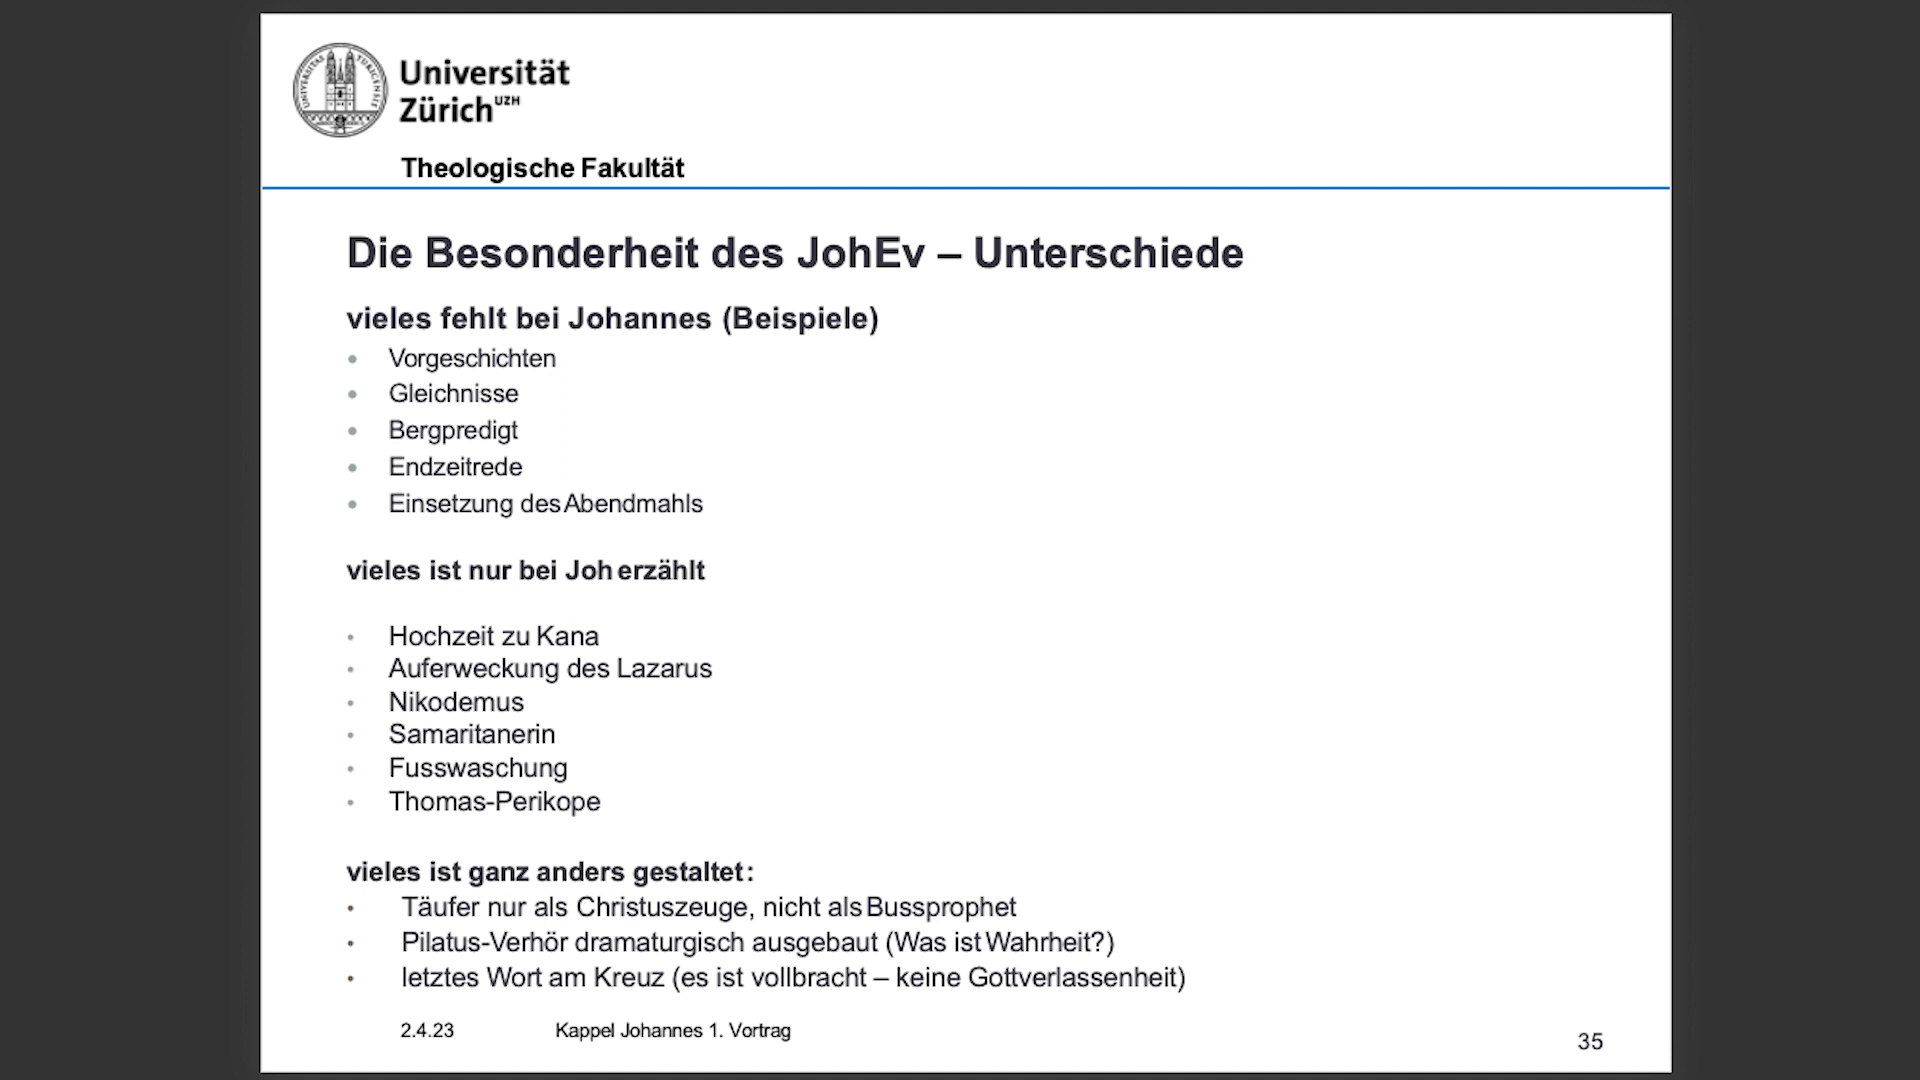 Universität
Zürich UZH
Theologische Fakultät
Die Besonderheit des JohEv – Unterschiede
vieles fehlt bei Johannes (Beispiele)
• Vorgeschichten
• Gleichnisse
• Bergpredigt
• Endzeitrede
• Einsetzung des Abendmahls
vieles ist nur bei Joh erzählt
• Hochzeit zu Kana
• Auferweckung des Lazarus
• Nikodemus
• Samaritanerin
• Fusswaschung
• Thomas-Perikope
vieles ist ganz anders gestaltet:
• Täufer nur als Christuszeuge, nicht als Bussprophet
• Pilatus-Verhör dramaturgisch ausgebaut (Was ist Wahrheit?)
• letztes Wort am Kreuz (es ist vollbracht – keine Gottverlassenheit)
2.4.23 Kappel Johannes 1. Vortrag 35